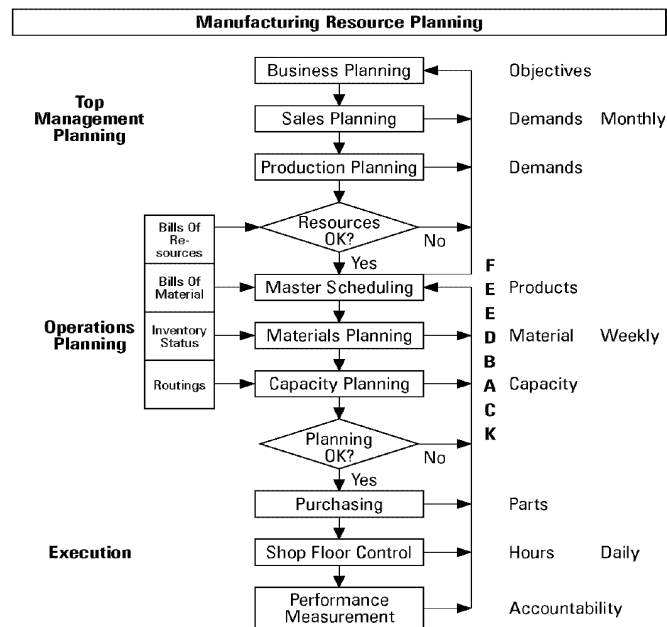 Manufacturing Resource Planning
Business Planning
Objectives
Top
Management
Planning
Sales Planning
Demands Monthly
Production Planning
Demands
Resources
OK?
No
Yes
Bills Of
Re-
sources
Bills Of
Material
Inventory
Status
Routings
Operations
Planning
Master Scheduling
Products
Materials Planning
Material Weekly
Capacity Planning
Capacity
F
E
E
D
B
A
C
K
Planning
OK?
No
Yes
Purchasing
Parts
Execution
Shop Floor Control
Hours Daily
Performance
Measurement
Accountability